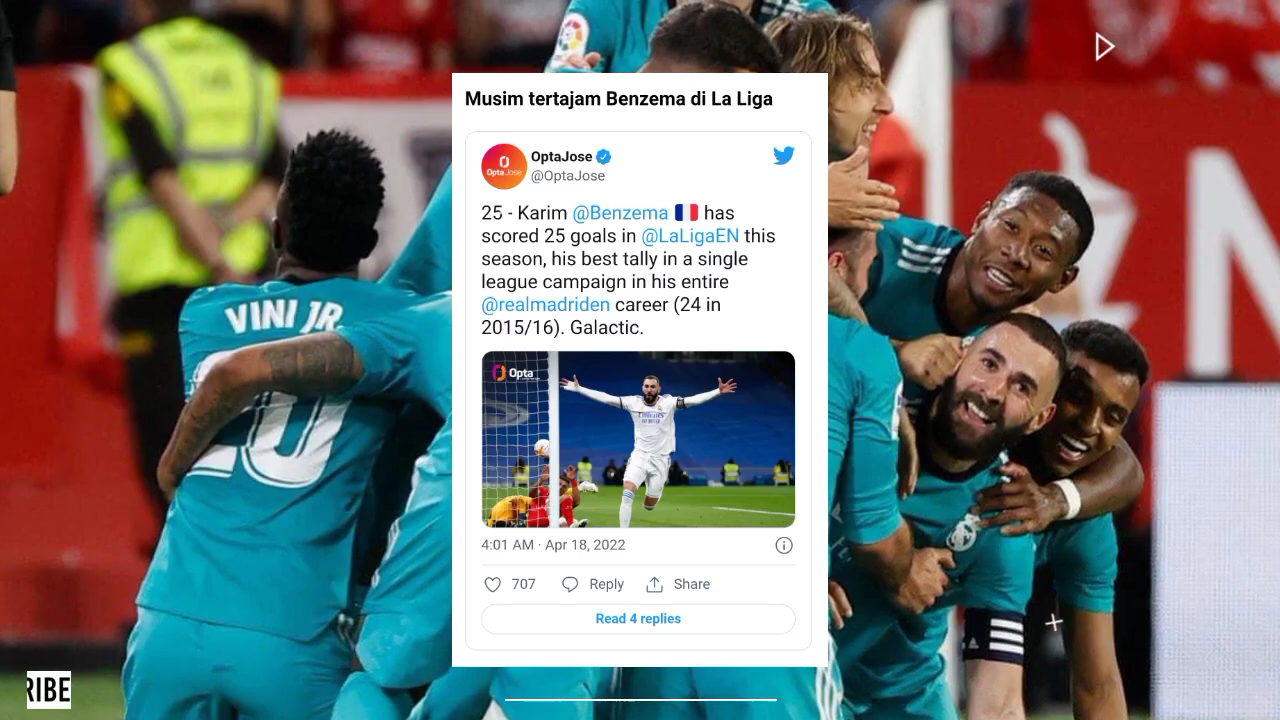 Musim tertajam Benzema di La Liga
OptaJose
@OptaJose
Opta Jose
25 - Karim @Benzema 🇫🇷 has
scored 25 goals in @LaLigaEN this
season, his best tally in a single
league campaign in his entire
@realmadriden career (24 in
2015/16). Galactic.
Opta
4:01 AM · Apr 18, 2022
707 Reply Share
Read 4 replies
VINI JR.
20
RIBE